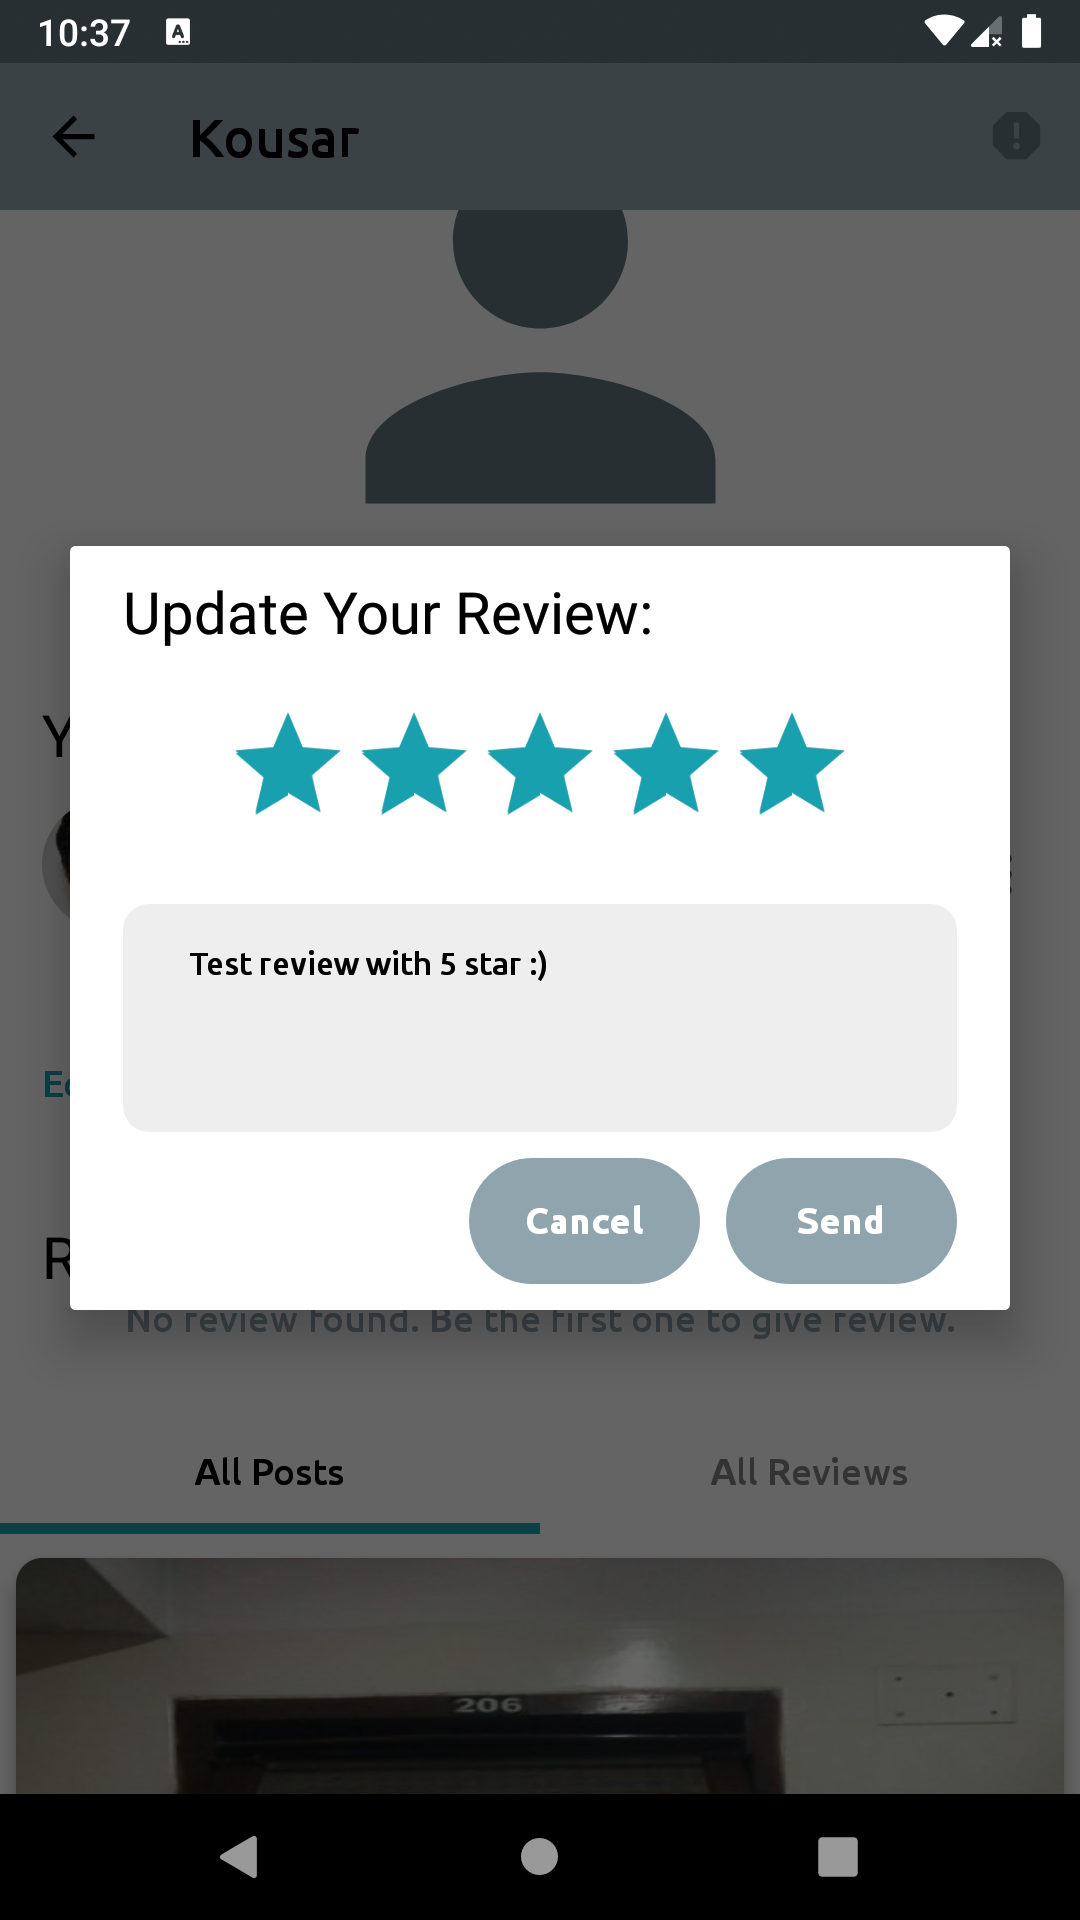 10:37
Kousar
Update Your Review:
Test review with 5 star :)
Cancel
Send
No review found. Be the first one to give review.
All Posts
All Reviews
206